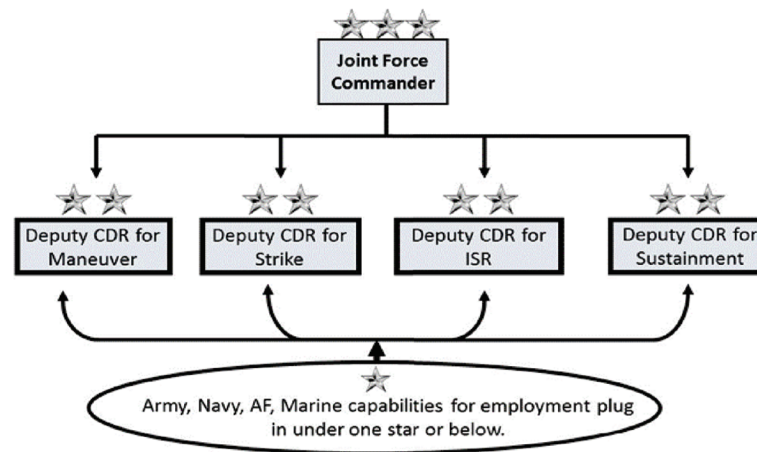 Joint Force
Commander
Deputy CDR for
Maneuver
Deputy CDR for
Strike
Deputy CDR for
ISR
Deputy CDR for
Sustainment
Army, Navy, AF, Marine capabilities for employment plug
in under one star or below.